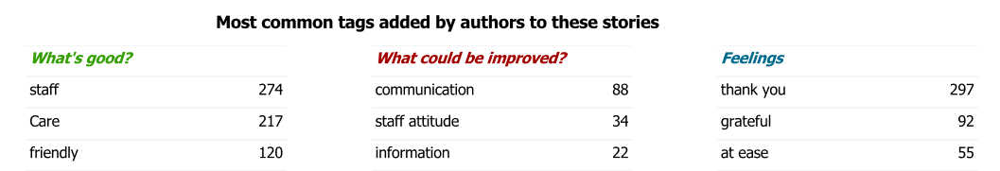 Most common tags added by authors to these stories
What's good? What could be improved? Feelings
staff 274 communication 88 thank you 297
Care 217 staff attitude 34 grateful 92
friendly 120 information 22 at ease 55